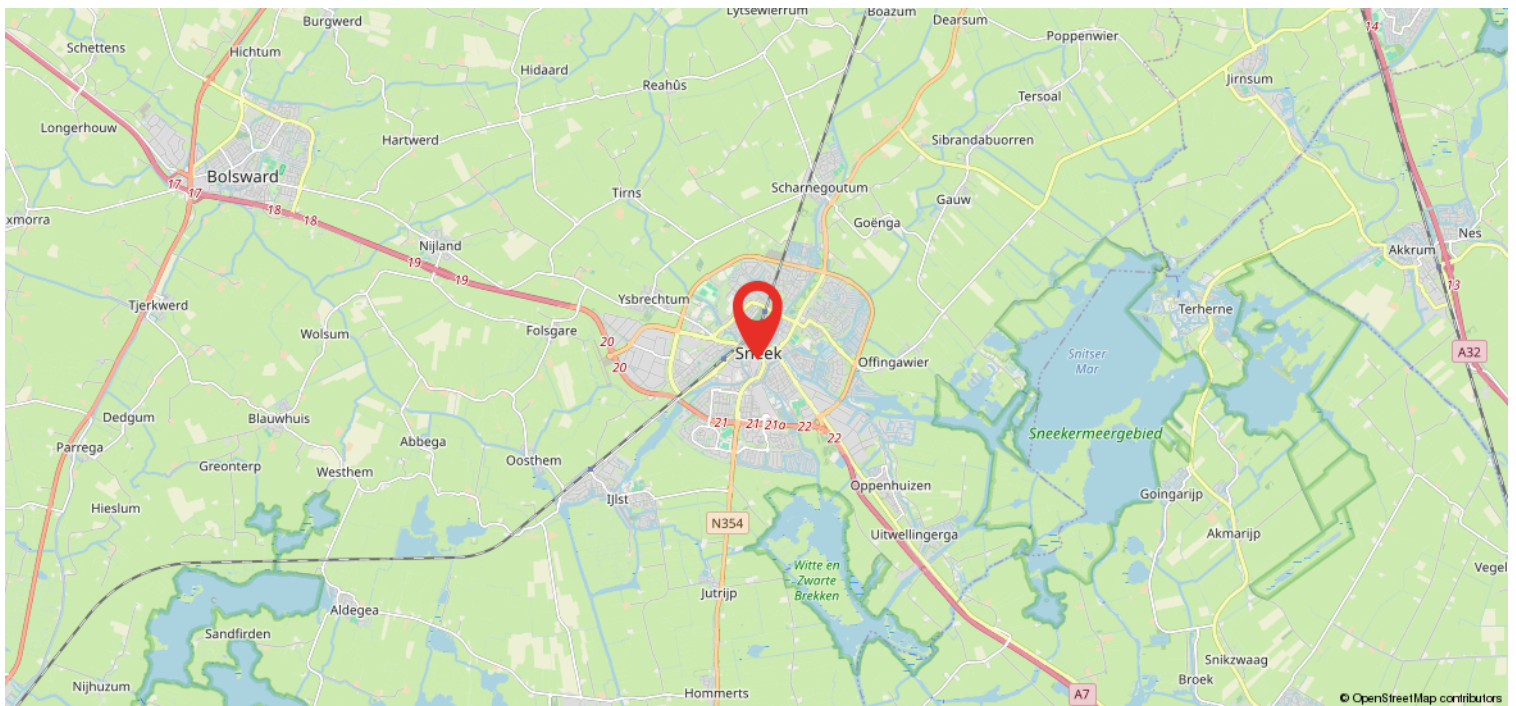 Lytsewierrum
Boazum
Dearsum
Burgwerd
14
Schettens
Hichtum
Poppenwier
Hidaard
Reahûs
Jirnsum
Tersoal
Longerhouw
Hartwerd
Sibrandabuorren
Bolsward
17
17
Scharnegoutum
Tirns
Gauw
18
18
xmorra
Goënga
Nes
Nijland
Akkrum
19
19
13
Ysbrechtum
Tjerkwerd
Terherne
Wolsum
Folsgare
20
20
Sneek
Offingawier
Snitser
Mar
A32
Dedgum
Blauwhuis
21
21
21a
22
22
Abbega
Sneekermeergebied
Parrega
Greonterp
Westhem
Oosthem
IJlst
Oppenhuizen
Goingarijp
Hieslum
N354
Uitwellingerga
Akmarijp
Witte en
Zwarte
Brekken
Vegel
Jutrijp
Aldegea
Sandfirden
Snikzwaag
Nijhuzum
Hommerts
A7
Broek
© OpenStreetMap contributors